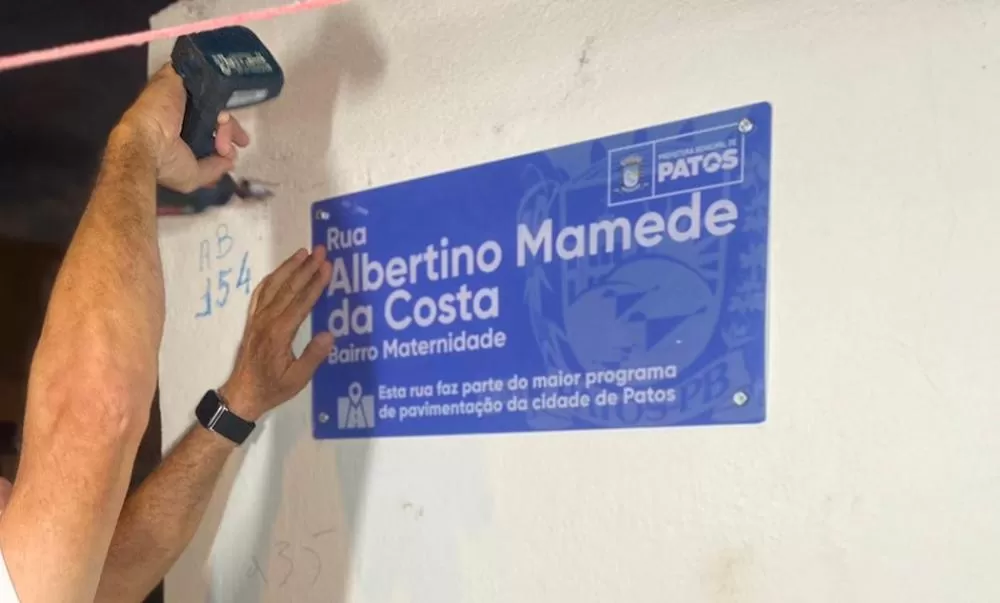 PREFEITURA MUNICIPAL DE
PATOS
Rua
Albertino Mamede
da Costa
Bairro Maternidade
Esta rua faz parte do maior programa
de pavimentação da cidade de Patos
AB
154